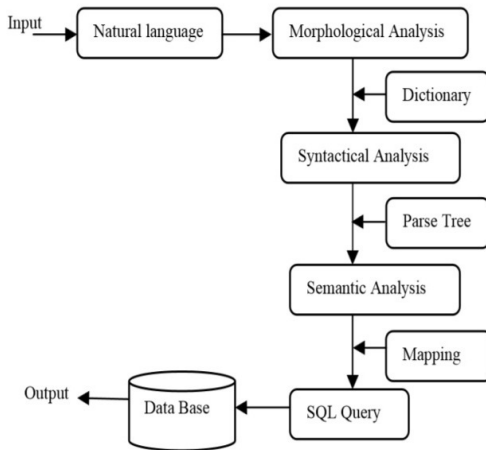 Input
Natural language
Morphological Analysis
Dictionary
Syntactical Analysis
Parse Tree
Semantic Analysis
Mapping
SQL Query
Data Base
Output